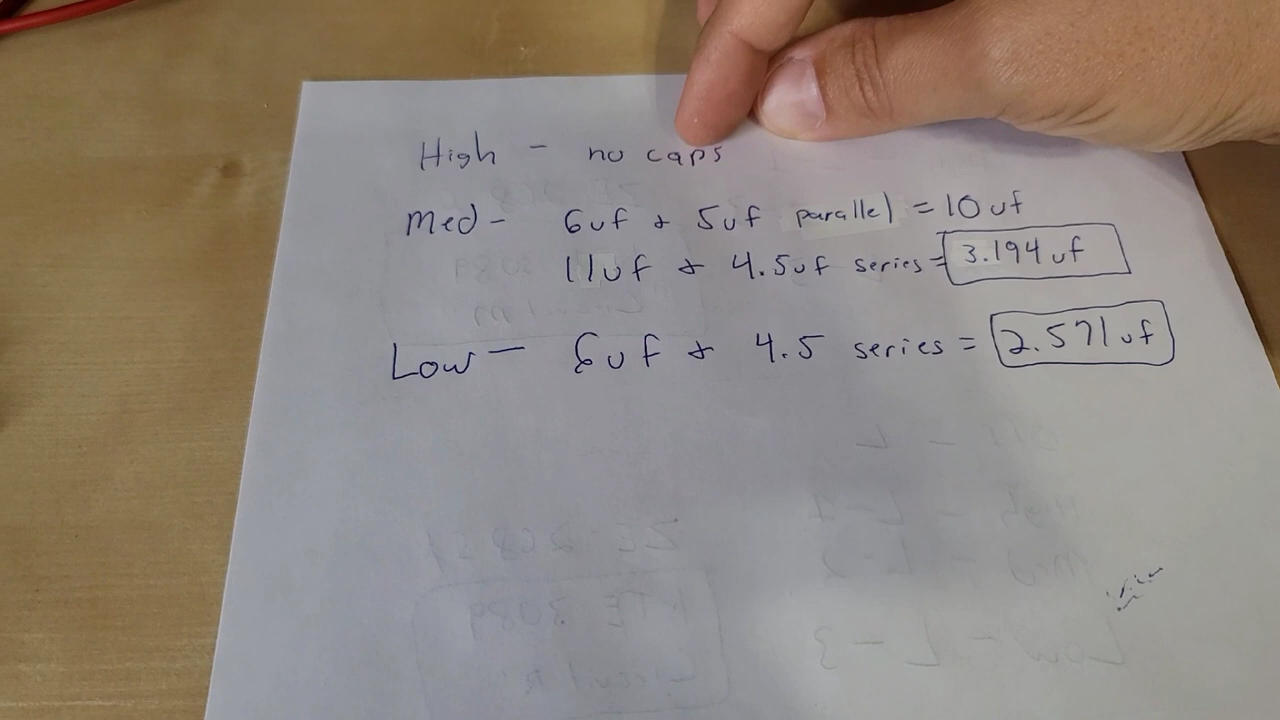 High - no caps
Med - 6uf & 5uf parallel = 10uf
11uf & 4.5uf series = 3.194uf
Low - 6uf & 4.5 series = 2.571uf